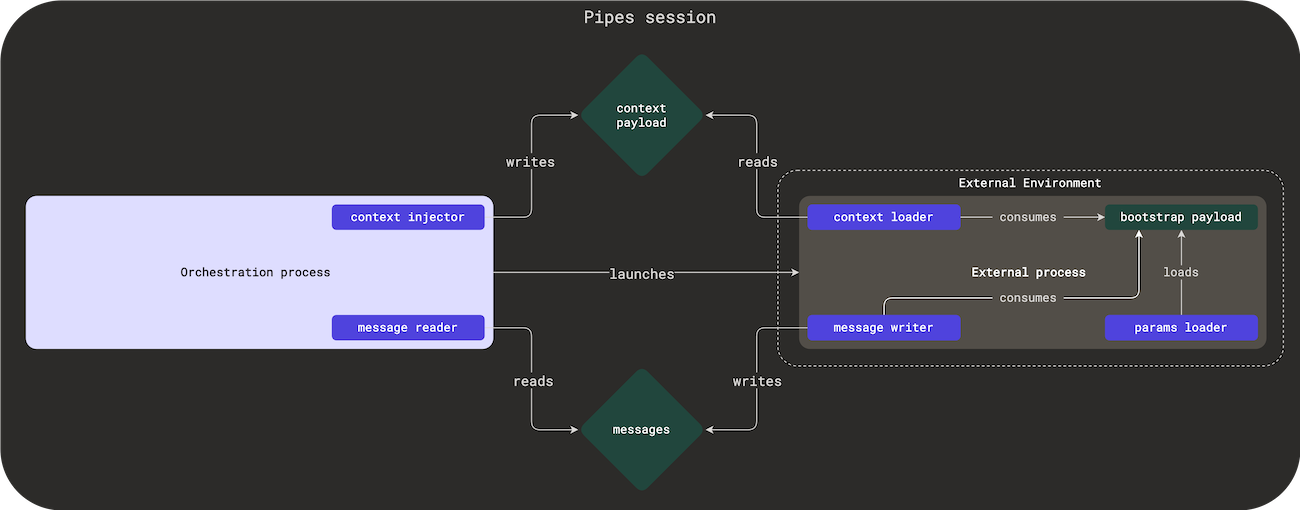 Pipes session
context
payload
writes
reads
External Environment
context injector
context loader
consumes
bootstrap payload
Orchestration process
launches
External process
loads
consumes
message reader
message writer
params loader
reads
writes
messages